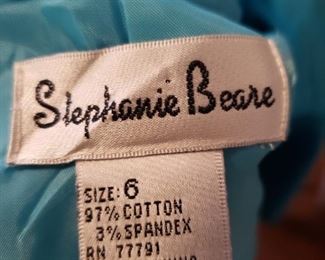 Stephanie Beare
SIZE: 6
97% COTTON
3% SPANDEX
RN 77791